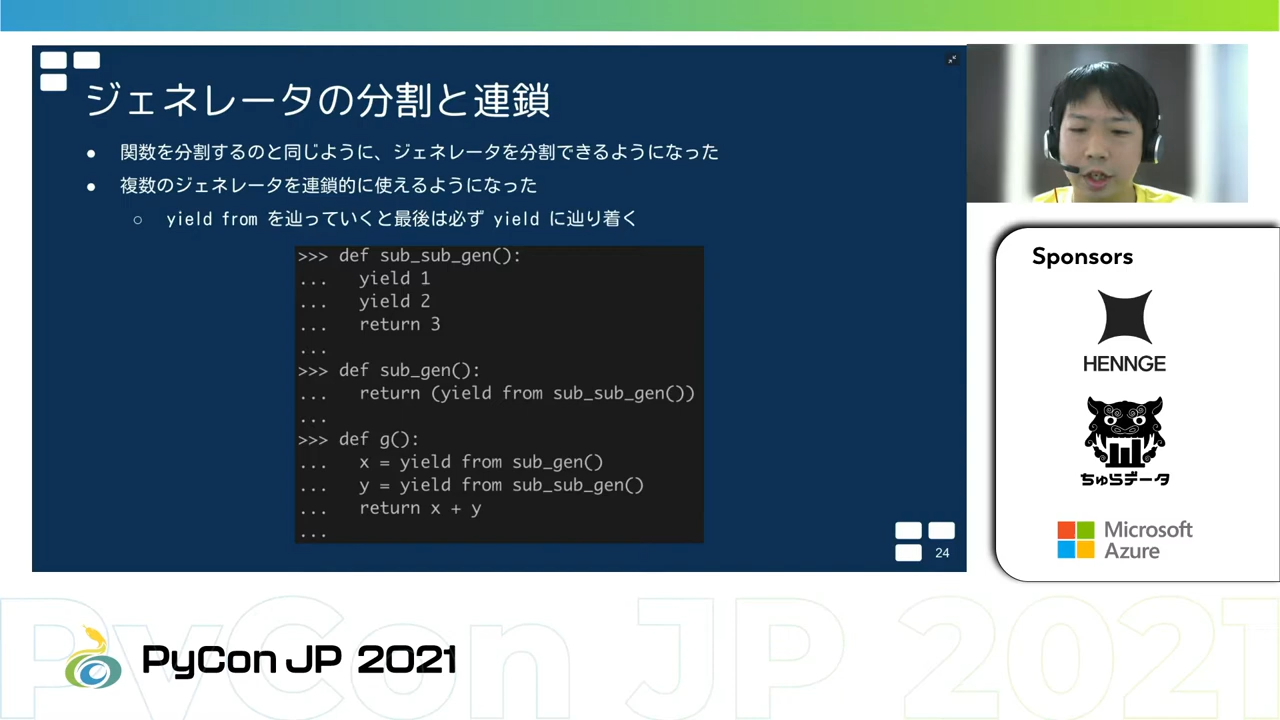 ジェネレータの分割と連鎖
● 関数を分割するのと同じように、ジェネレータを分割できるようになった
● 複数のジェネレータを連鎖的に使えるようになった
○ yield from を辿っていくと最後は必ず yield に辿り着く
>>> def sub_sub_gen():
... yield 1
... yield 2
... return 3
...
>>> def sub_gen():
... return (yield from sub_sub_gen())
...
>>> def g():
... x = yield from sub_gen()
... y = yield from sub_sub_gen()
... return x + y
...
24
Sponsors
HENNGE
ちゅらデータ
Microsoft
Azure
PyCon JP 2021
PyCon JP 2021